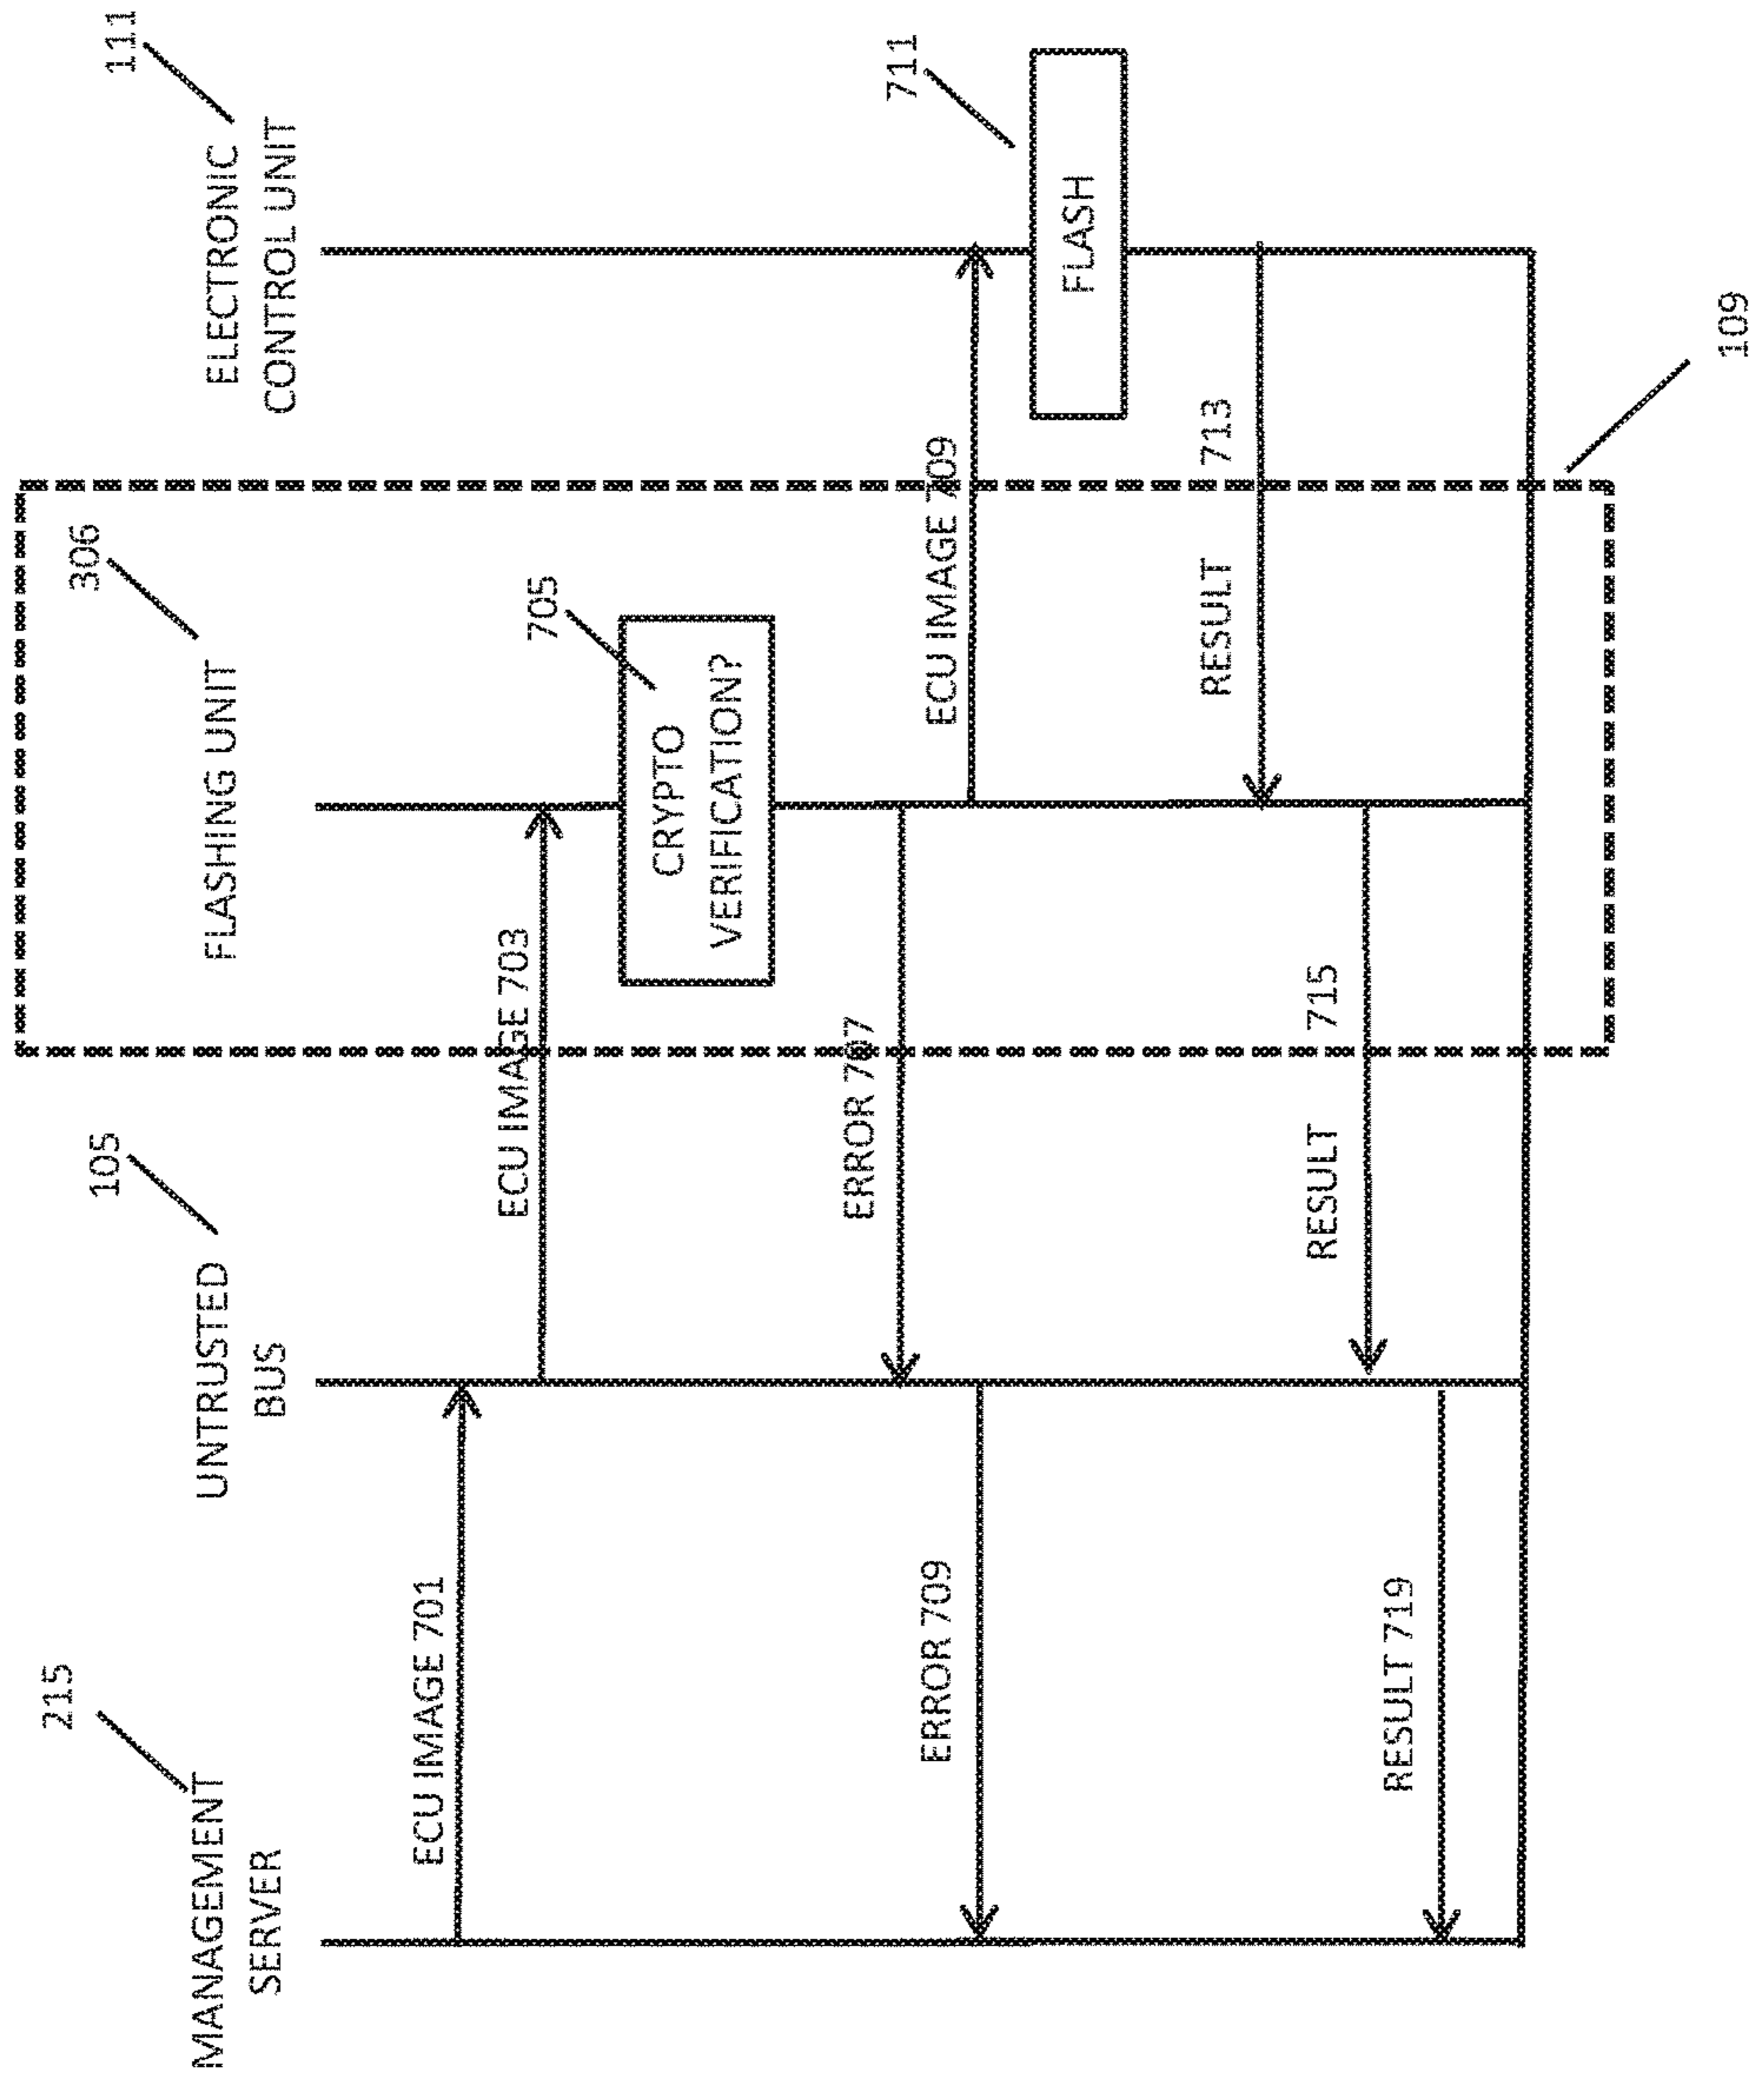 215
MANAGEMENT
SERVER
105
UNTRUSTED
BUS
306
FLASHING UNIT
111
ELECTRONIC
CONTROL UNIT
ECU IMAGE 701
ECU IMAGE 703
705
CRYPTO
VERIFICATION?
ERROR 707
ERROR 709
ECU IMAGE 709
711
FLASH
RESULT 713
RESULT 715
RESULT 719
109